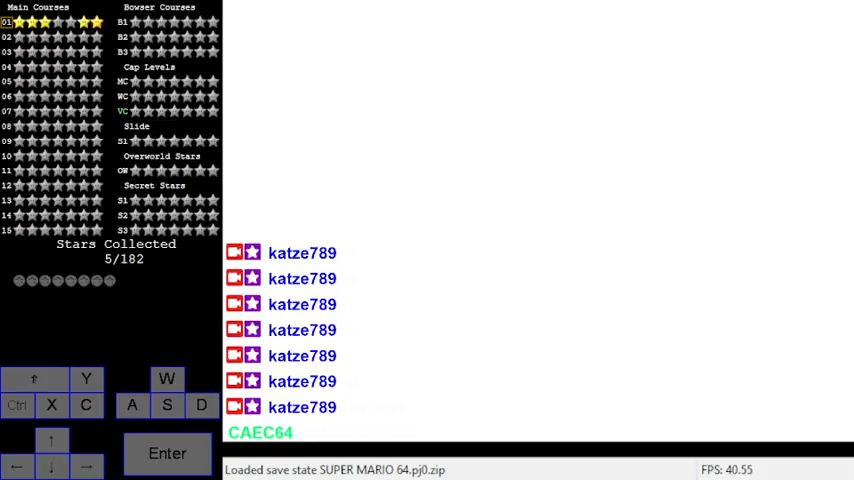 Main Courses
Bowser Courses
01
B1
02
B2
03
B3
04
Cap Levels
05
MC
06
WC
07
VC
08
Slide
09
S1
10
Overworld Stars
11
OW
12
Secret Stars
13
S1
14
S2
15
S3
Stars Collected
5/182
katze789
katze789
katze789
katze789
katze789
katze789
katze789
CAEC64
⇑ Y W
Ctrl X C A S D
↑
← ↓ → Enter
Loaded save state SUPER MARIO 64.pj0.zip
FPS: 40.55